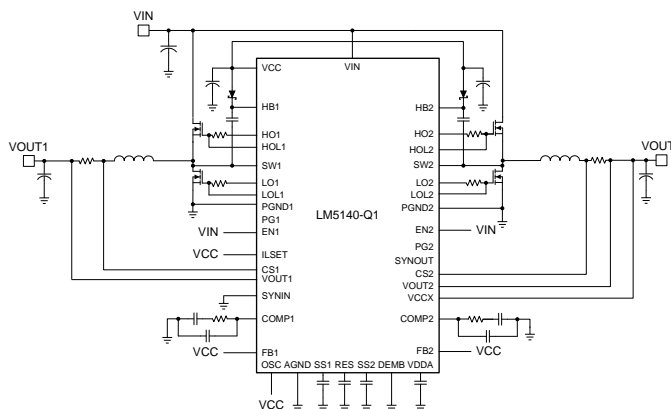 VIN
VCC
VIN
HB1
HB2
HO1
HO2
HOL1
HOL2
VOUT1
VOUT
SW1
SW2
LO1
LO2
LOL1
LOL2
PGND1
PGND2
LM5140-Q1
PG1
VIN
EN1
EN2
VIN
PG2
VCC
ILSET
SYNOUT
CS1
CS2
VOUT1
VOUT2
SYNIN
VCCX
COMP1
COMP2
VCC
FB1
FB2
VCC
OSC AGND SS1 RES SS2 DEMB VDDA
VCC